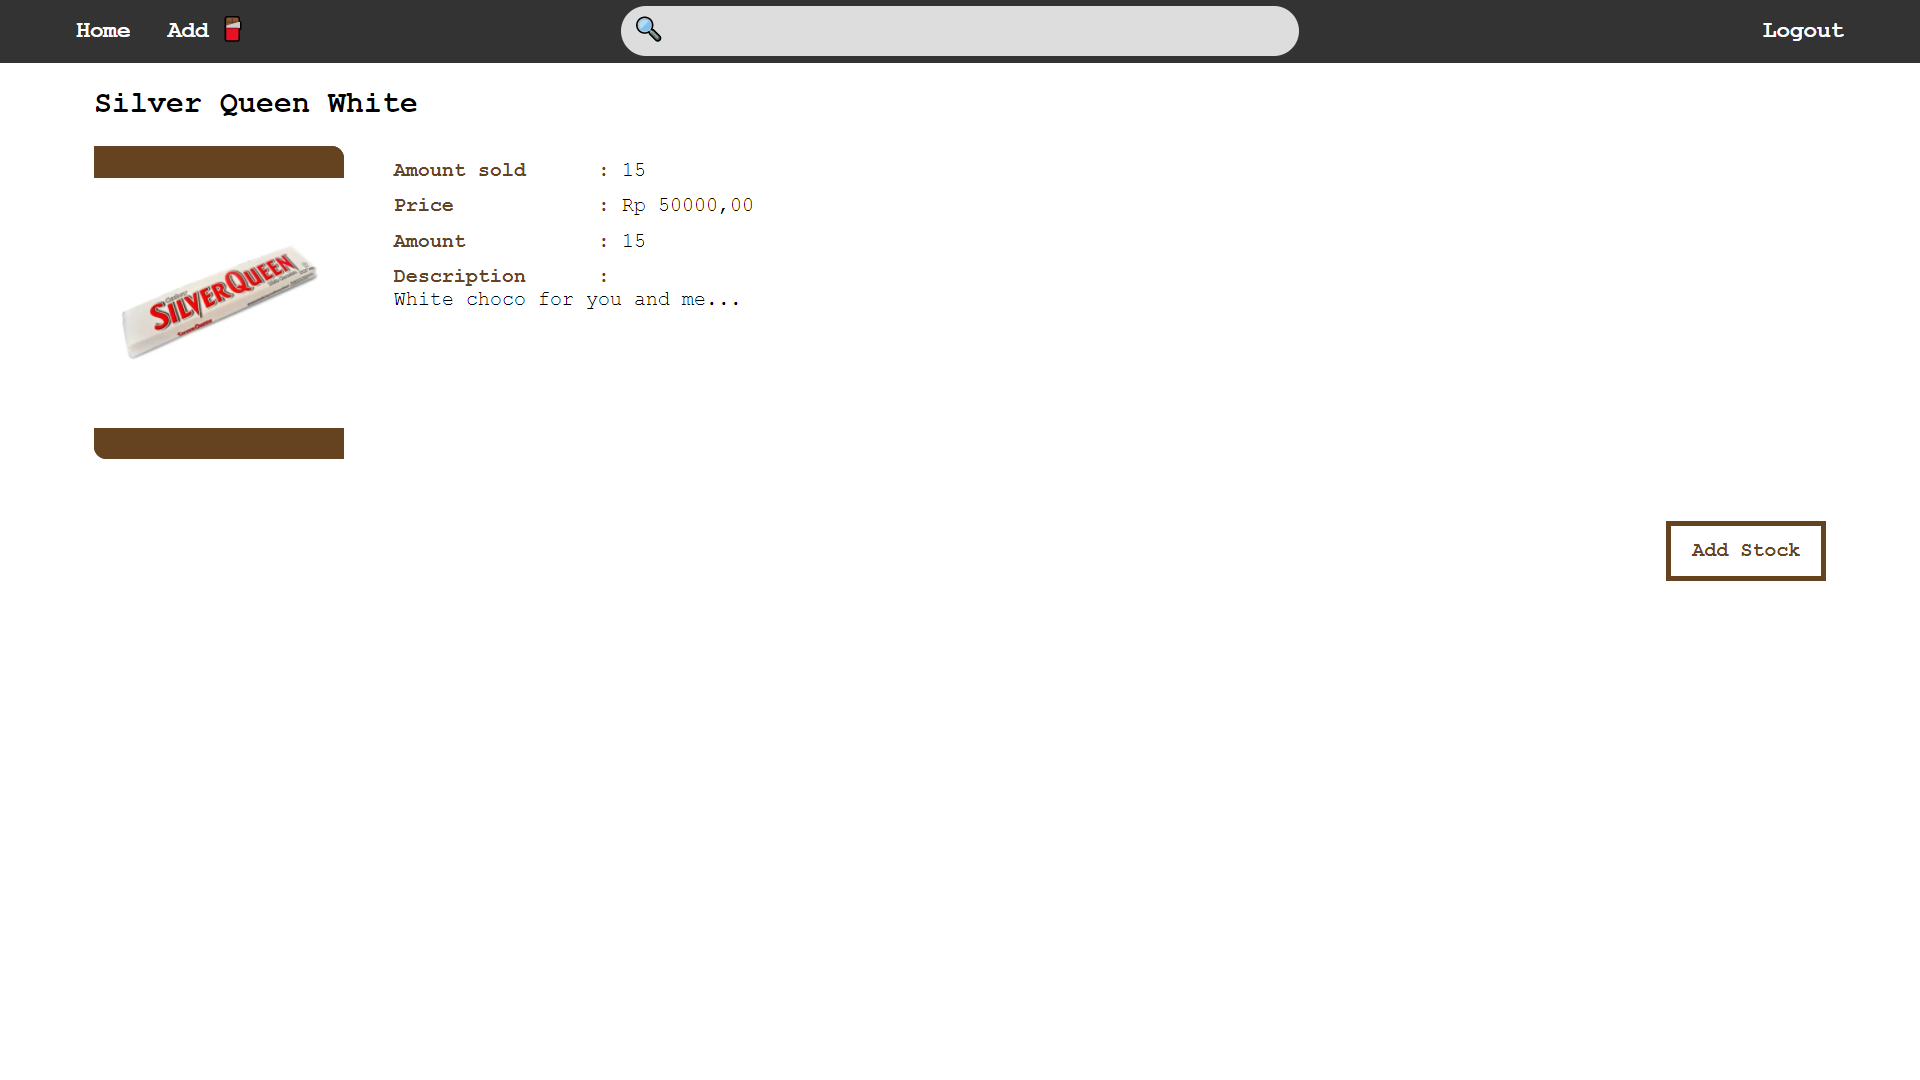 Home Add Logout
Silver Queen White
Amount sold : 15
Price : Rp 50000,00
Amount : 15
Description :
White choco for you and me...
SILVERQUEEN
Add Stock